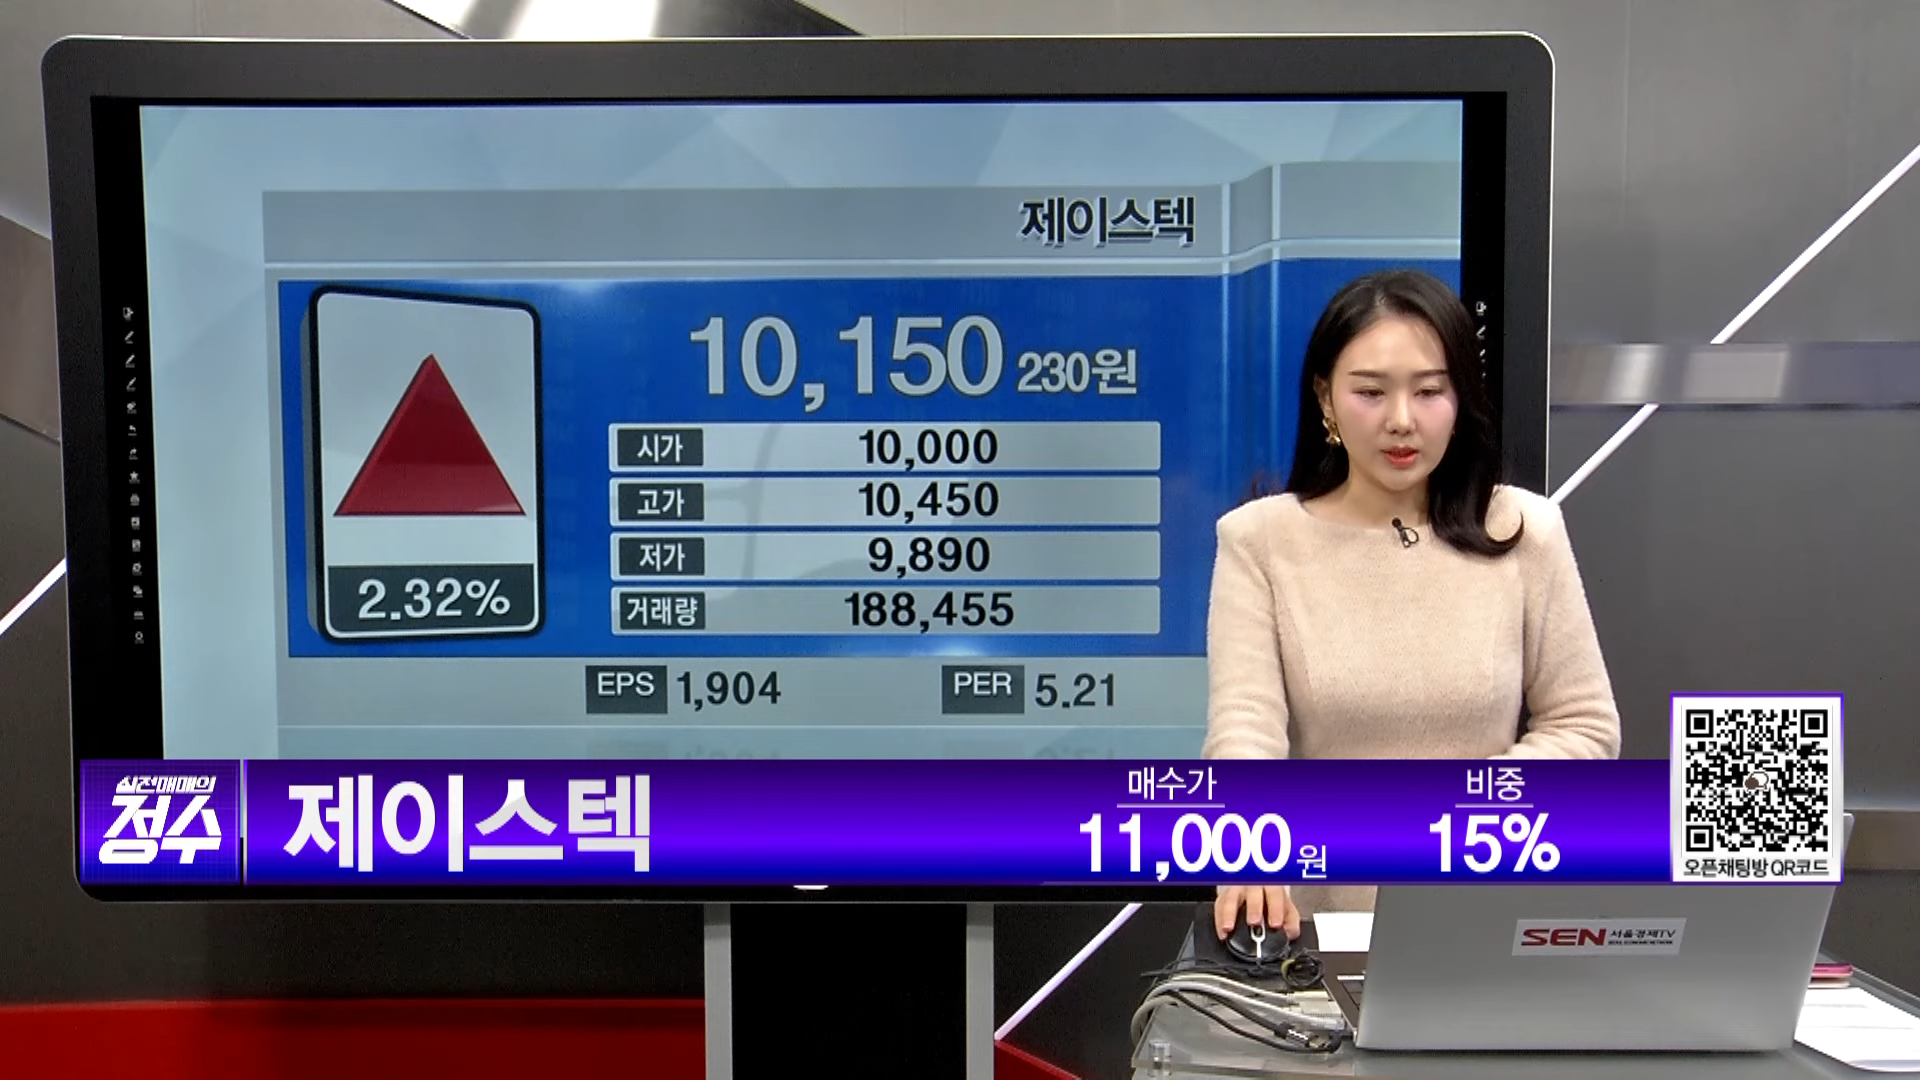 제이스텍
10,150 230원
시가 10,000
고가 10,450
저가 9,890
거래량 188,455
2.32%
EPS 1,904 PER 5.21
실전매매의
정수
제이스텍
매수가
11,000원
비중
15%
오픈채팅방 QR코드
SEN 서울경제TV